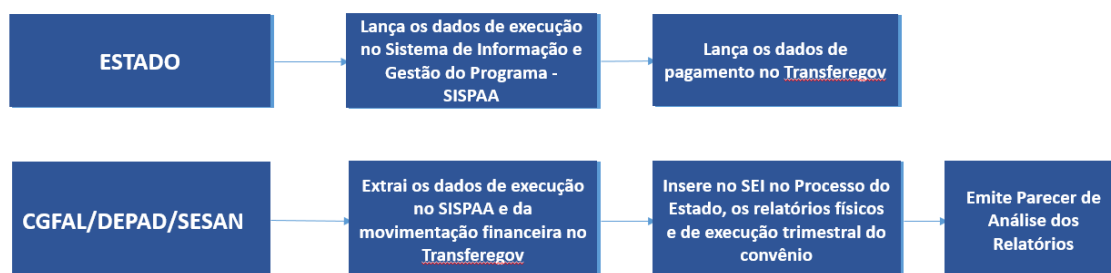 ESTADO
Lança os dados de execução
no Sistema de Informação e
Gestão do Programa -
SISPAA
Lança os dados de
pagamento no Transferegov
CGFAL/DEPAD/SESAN
Extrai os dados de execução
no SISPAA e da
movimentação financeira no
Transferegov
Insere no SEI no Processo do
Estado, os relatórios físicos
e de execução trimestral do
convênio
Emite Parecer de
Análise dos
Relatórios